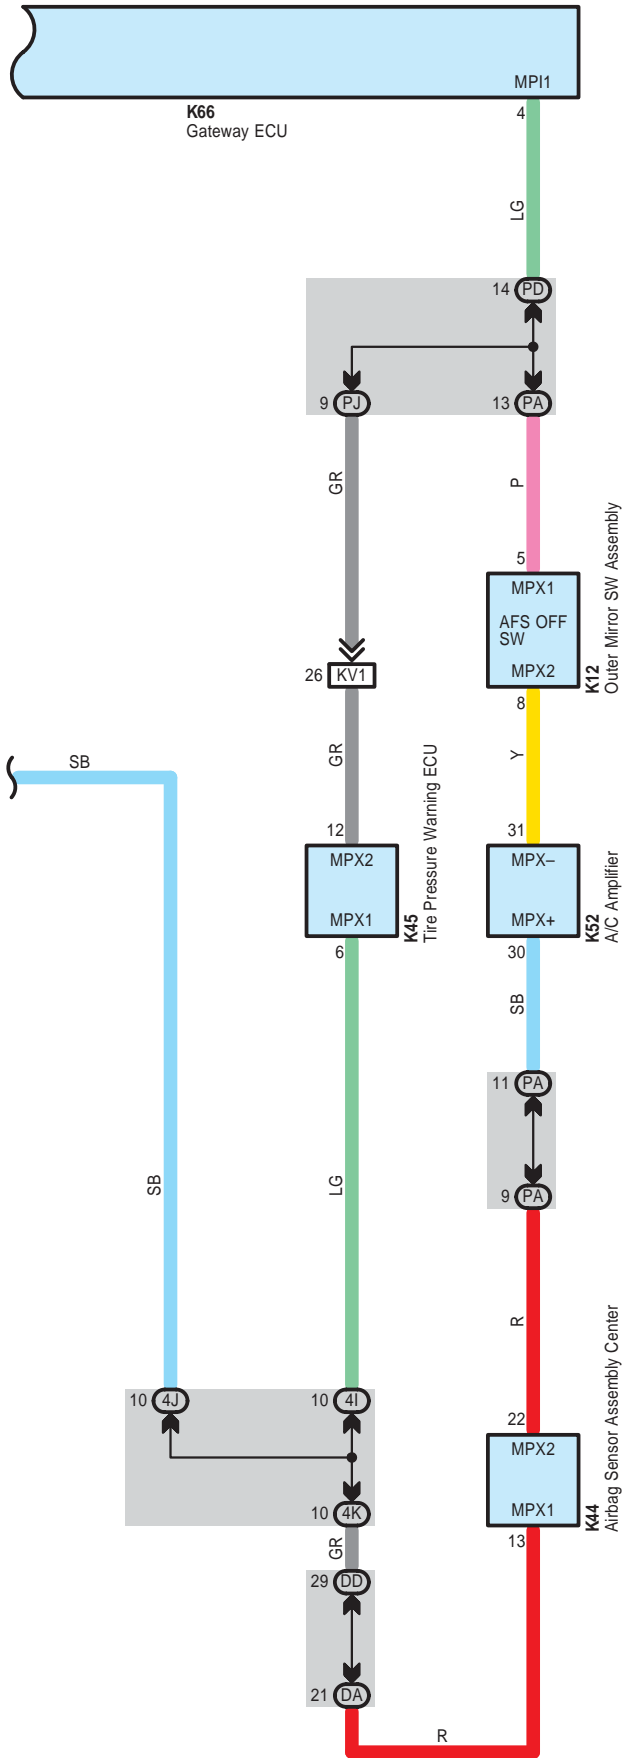 MPI1
K66
Gateway ECU
4
LG
14 PD
9 PJ
13 PA
GR
P
5
MPX1
AFS OFF
SW
MPX2
K12
Outer Mirror SW Assembly
26 KV1
8
SB
GR
Y
12
31
MPX2
MPX1
K45
Tire Pressure Warning ECU
MPX–
MPX+
K52
A/C Amplifier
6
30
SB
11 PA
9 PA
SB
LG
R
10 4J
10 4I
22
MPX2
MPX1
K44
Airbag Sensor Assembly Center
10 4K
13
GR
29 DD
21 DA
R